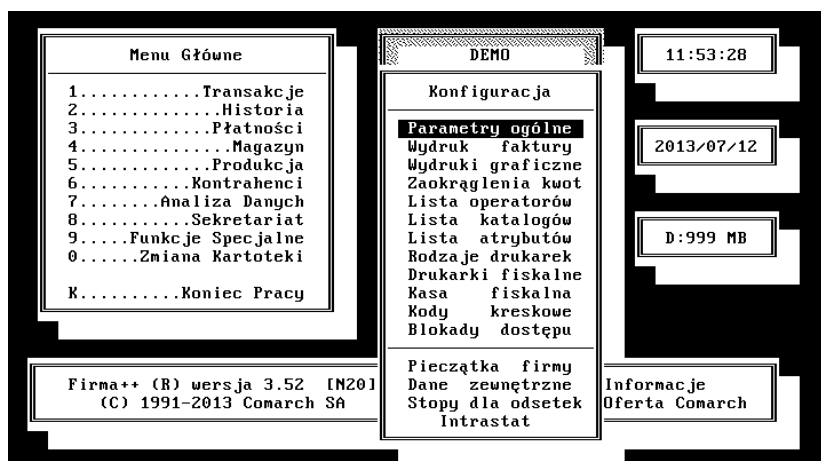 Menu Główne
1............Transakcje
2..............Historia
3.............Płatności
4...............Magazyn
5.............Produkcja
6...........Kontrahenci
7........Analiza Danych
8...........Sekretariat
9.....Funkcje Specjalne
0......Zmiana Kartoteki
K..........Koniec Pracy
DEMO
Konfiguracja
Parametry ogólne
Wydruk faktury
Wydruki graficzne
Zaokrąglenia kwot
Lista operatorów
Lista katalogów
Lista atrybutów
Rodzaje drukarek
Drukarki fiskalne
Kasa fiskalna
Kody kreskowe
Blokady dostępu
Pieczątka firmy
Dane zewnętrzne
Stopy dla odsetek
Intrastat
11:53:28
2013/07/12
D:999 MB
Firma++ (R) wersja 3.52 [N20]
(C) 1991-2013 Comarch SA
Informacje
Oferta Comarch